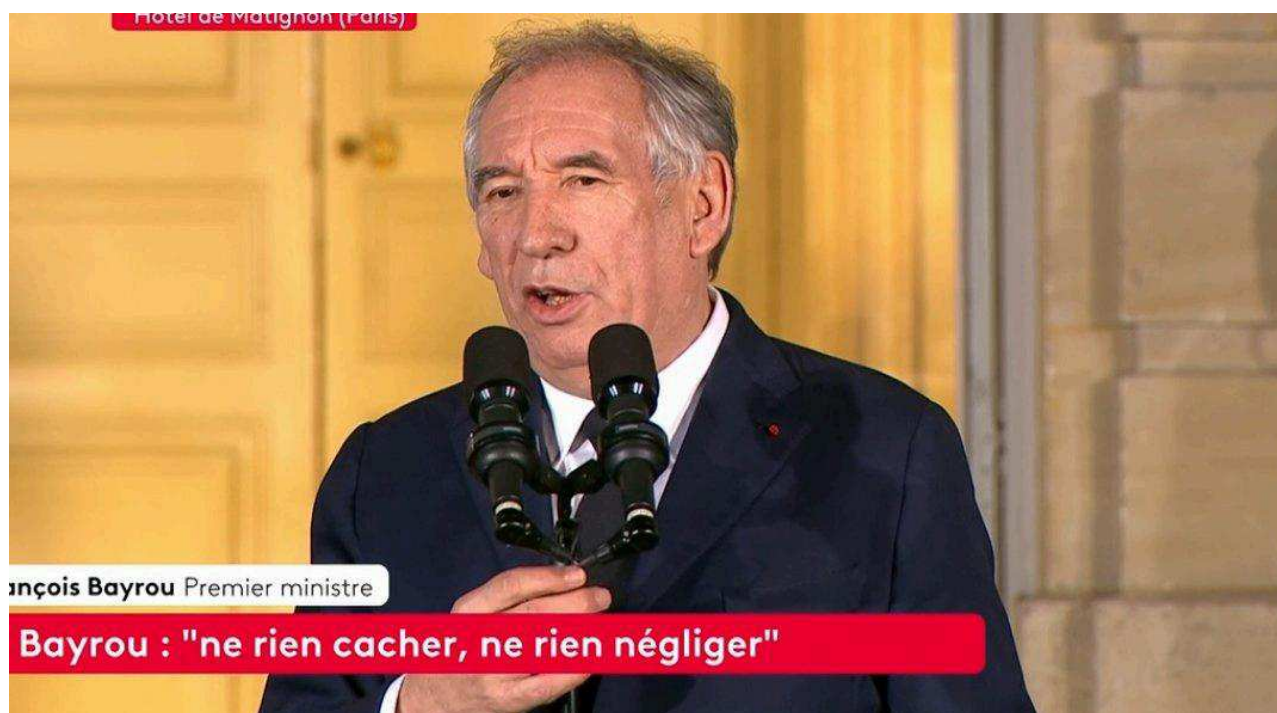 Hôtel de Matignon (Paris)
ançois Bayrou Premier ministre
Bayrou : "ne rien cacher, ne rien négliger"